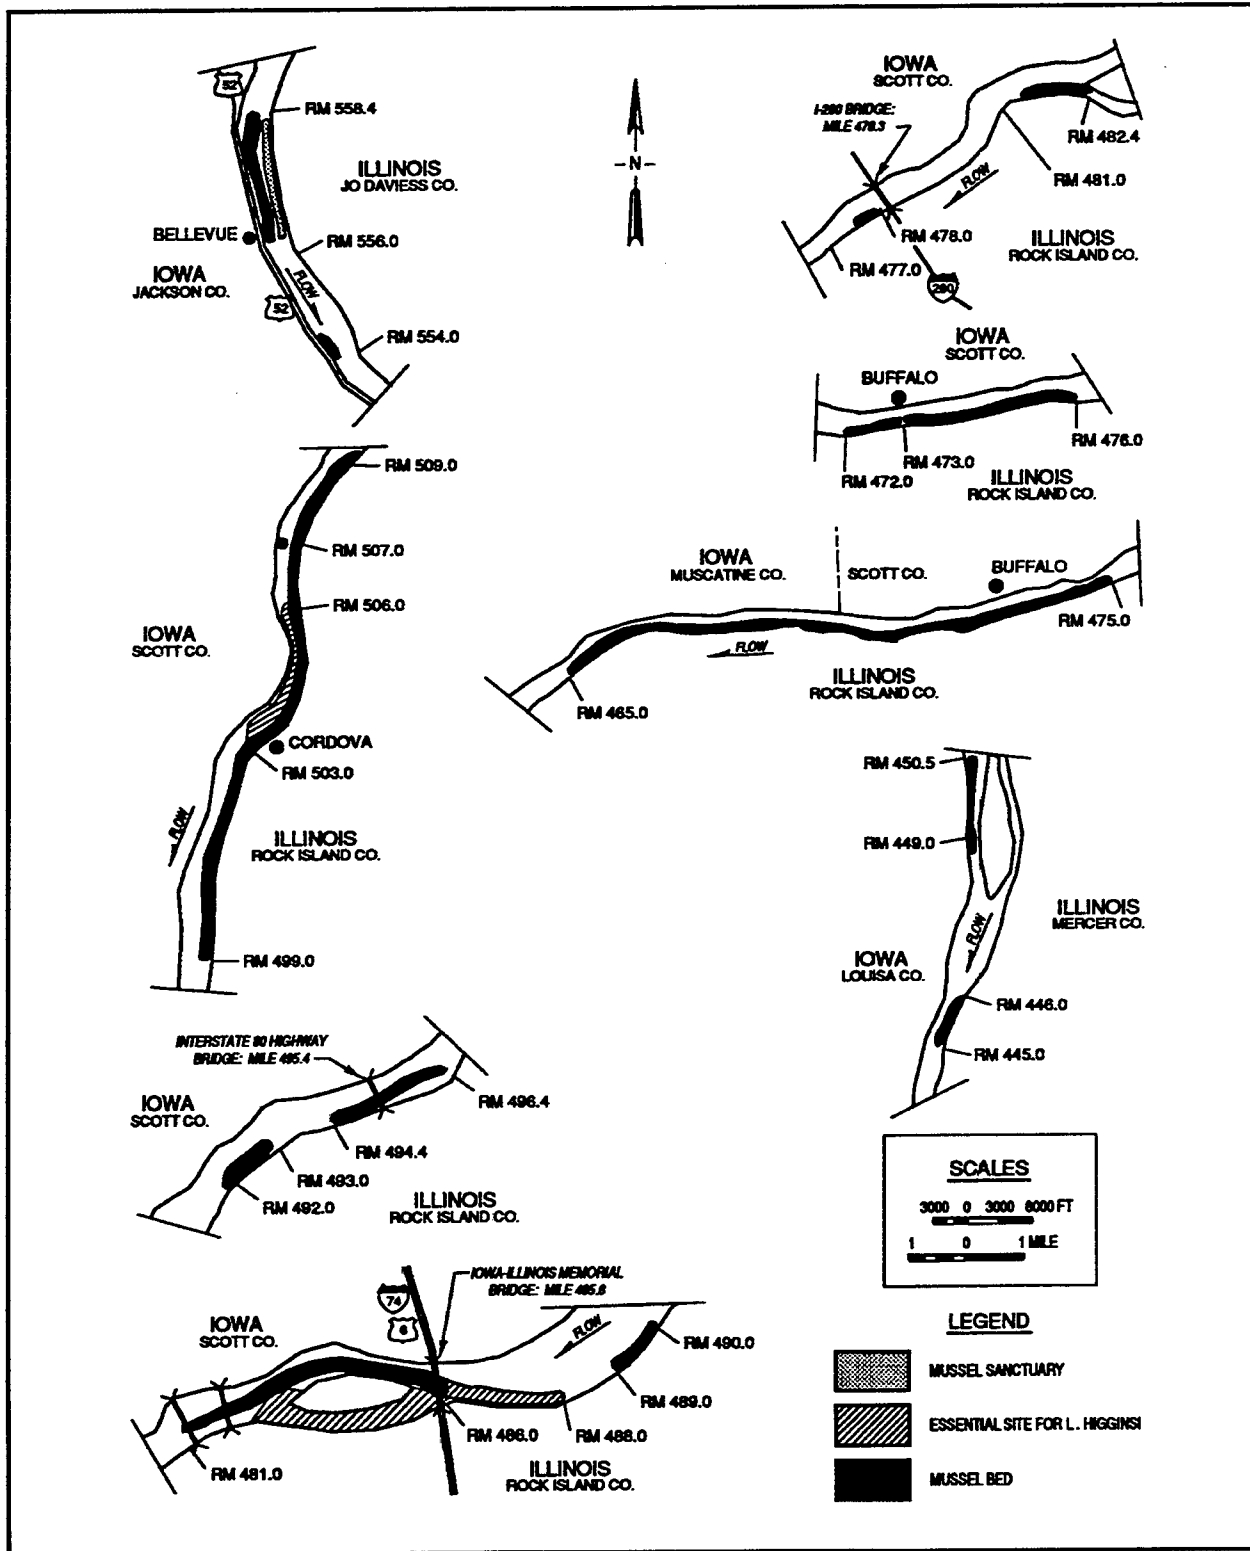 52
RM 558.4
ILLINOIS
JO DAVIESS CO.
BELLEVUE
RM 556.0
IOWA
JACKSON CO.
FLOW
52
RM 554.0
-N-
IOWA
SCOTT CO.
I-280 BRIDGE:
MILE 478.3
RM 482.4
RM 481.0
FLOW
RM 478.0
ILLINOIS
ROCK ISLAND CO.
RM 477.0
280
IOWA
SCOTT CO.
BUFFALO
RM 476.0
RM 473.0
RM 472.0
ILLINOIS
ROCK ISLAND CO.
RM 509.0
RM 507.0
RM 506.0
IOWA
SCOTT CO.
CORDOVA
RM 503.0
FLOW
ILLINOIS
ROCK ISLAND CO.
RM 499.0
IOWA
MUSCATINE CO.
SCOTT CO.
BUFFALO
RM 475.0
FLOW
ILLINOIS
ROCK ISLAND CO.
RM 465.0
RM 450.5
RM 449.0
ILLINOIS
MERCER CO.
FLOW
IOWA
LOUISA CO.
RM 446.0
RM 445.0
INTERSTATE 80 HIGHWAY
BRIDGE: MILE 495.4
IOWA
SCOTT CO.
RM 496.4
RM 494.4
RM 493.0
RM 492.0
ILLINOIS
ROCK ISLAND CO.
IOWA-ILLINOIS MEMORIAL
BRIDGE: MILE 485.8
74
6
IOWA
SCOTT CO.
FLOW
RM 490.0
RM 489.0
RM 486.0
RM 488.0
RM 481.0
ILLINOIS
ROCK ISLAND CO.
SCALES
3000 0 3000 6000 FT
1 0 1 MILE
LEGEND
MUSSEL SANCTUARY
ESSENTIAL SITE FOR L. HIGGINSI
MUSSEL BED